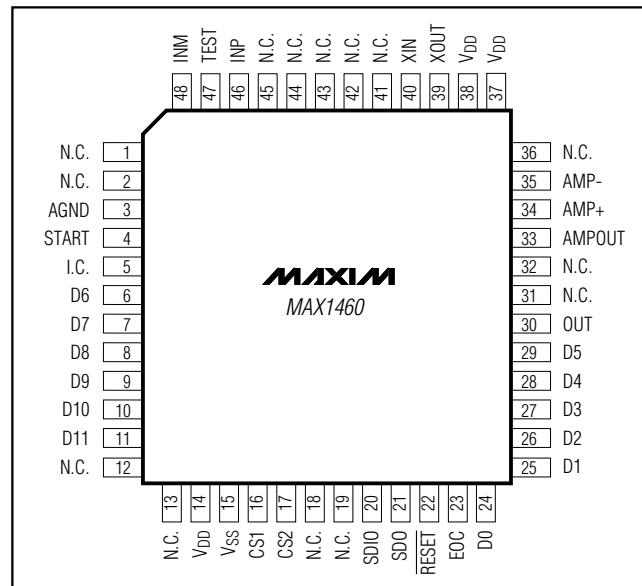 INM TEST INP N.C. N.C. N.C. N.C. N.C. XIN XOUT VDD VDD
48 47 46 45 44 43 42 41 40 39 38 37
N.C. 1
N.C. 2
AGND 3
START 4
I.C. 5
D6 6
D7 7
D8 8
D9 9
D10 10
D11 11
N.C. 12
MAXIM
MAX1460
36 N.C.
35 AMP-
34 AMP+
33 AMPOUT
32 N.C.
31 N.C.
30 OUT
29 D5
28 D4
27 D3
26 D2
25 D1
13 14 15 16 17 18 19 20 21 22 23 24
N.C. VDD VSS CS1 CS2 N.C. N.C. SDIO SDO RESET EOC D0